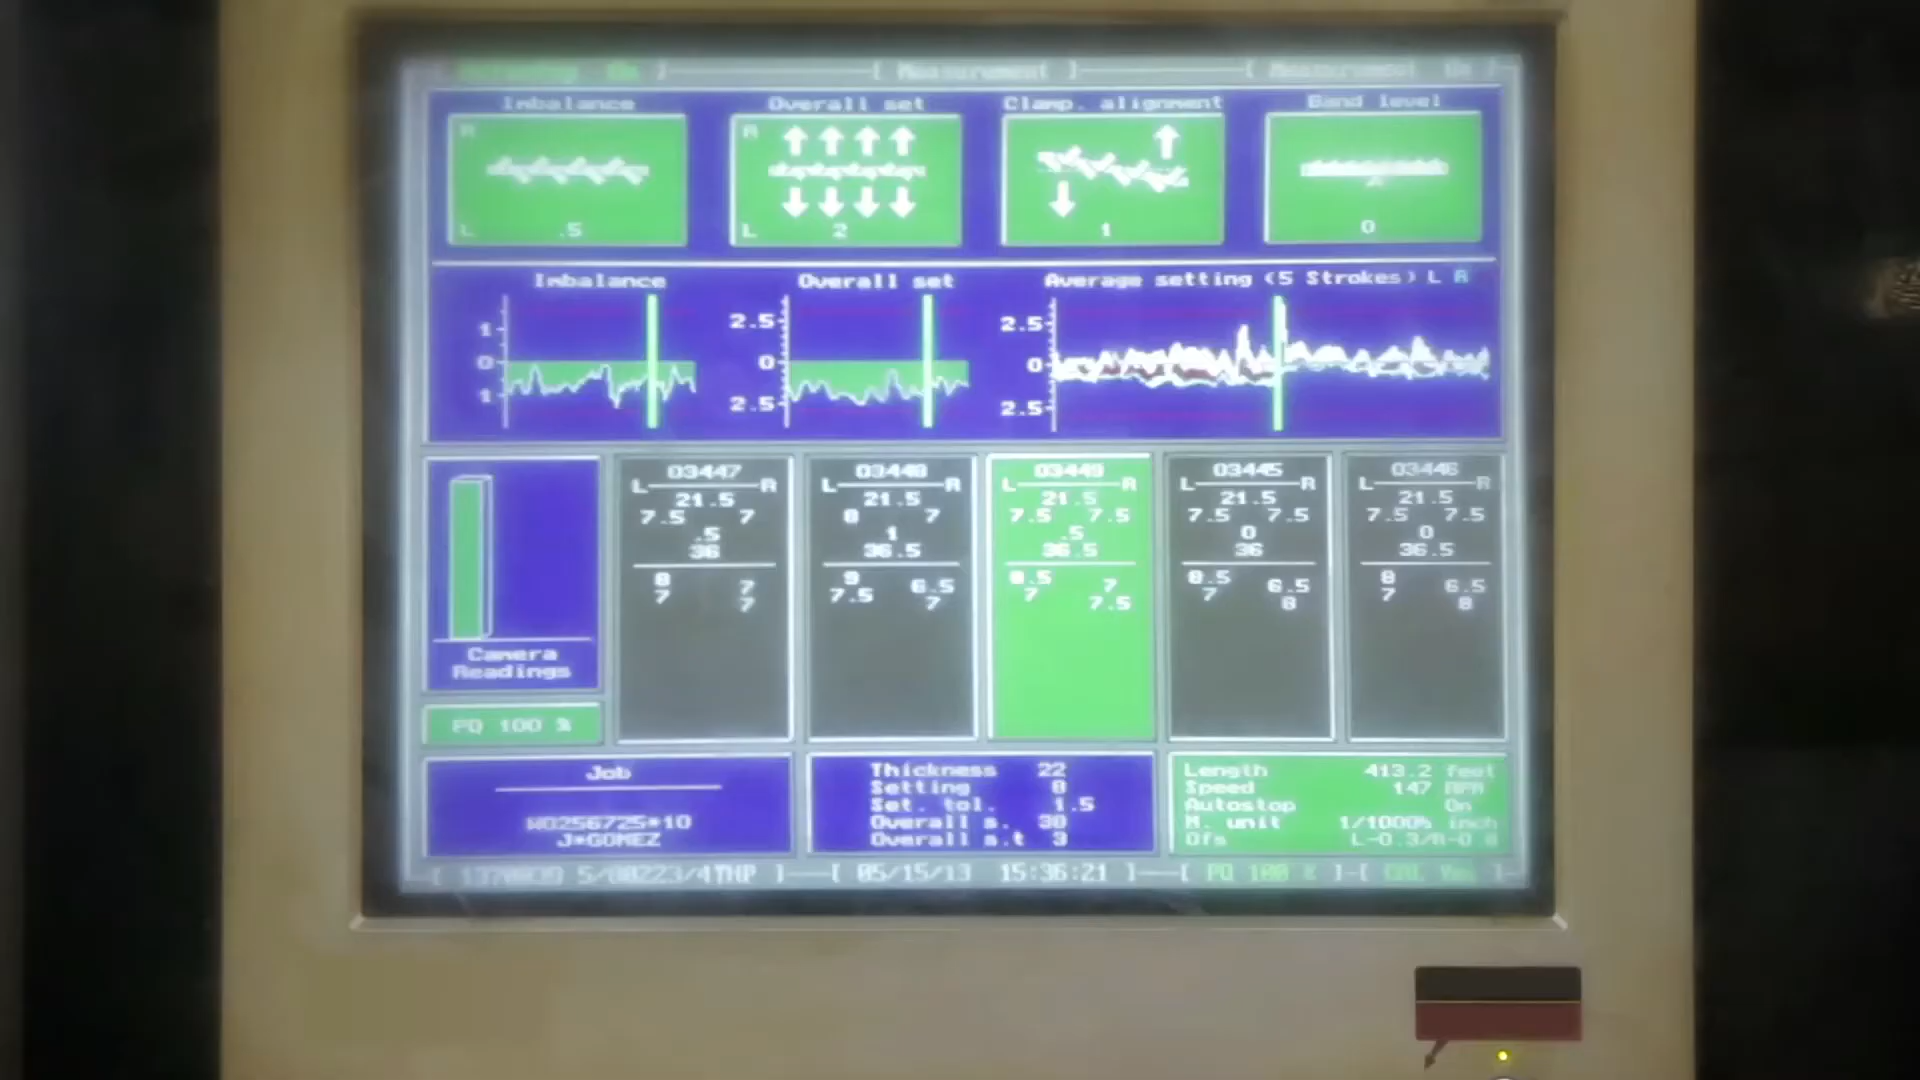 [ Measurement ]
Imbalance Overall set Clamp. alignment Band level
R R
L .5 L 2 1 0
Imbalance Overall set Average setting (5 Strokes) L R
1 2.5 2.5
0 0 0
1 2.5 2.5
03447 03448 03449 03445 03446
L R L R L R L R L R
21.5 21.5 21.5 21.5 21.5
7.5 7 8 7 7.5 7.5 7.5 7.5 7.5 7.5
.5 1 .5 0 0
36 36.5 36.5 36 36.5
8 7 9 6.5 8.5 7 8.5 6.5 8 6.5
7 7 7.5 7 7 7.5 7 8 7 8
Camera
Readings
PQ 100 %
Job
WO256725*10
J*GOMEZ
Thickness 22
Setting 8
Set. tol. 1.5
Overall s. 38
Overall s.t 3
Length 413.2 feet
Speed 147 RPM
Autostop On
M. unit 1/1000% inch
Ofs
05/15/13 15:36:21 PQ 100 %